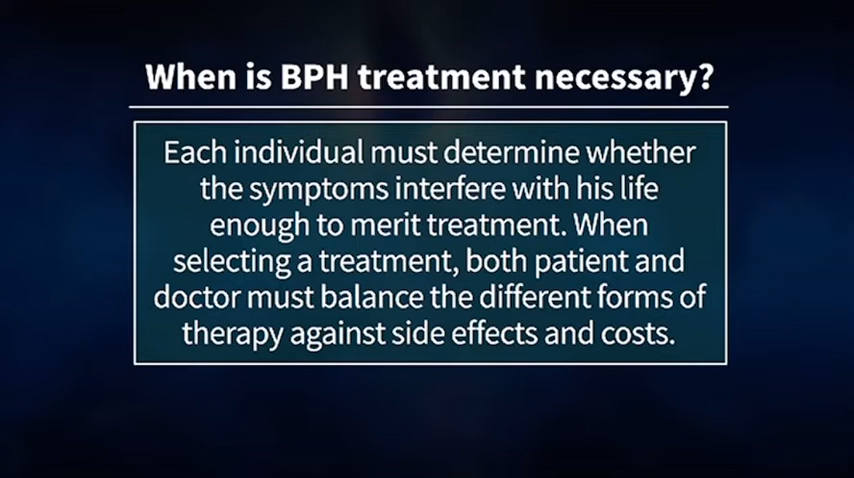 When is BPH treatment necessary?
Each individual must determine whether
the symptoms interfere with his life
enough to merit treatment. When
selecting a treatment, both patient and
doctor must balance the different forms of
therapy against side effects and costs.